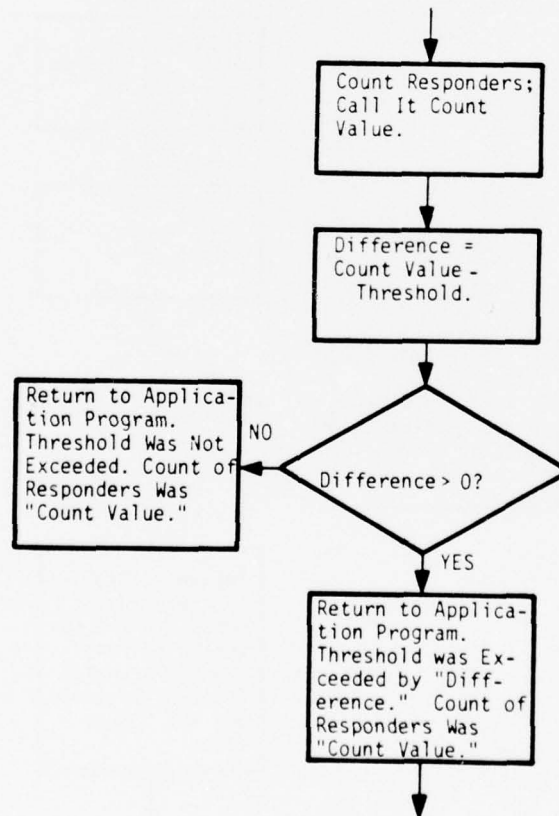 Count Responders;
Call It Count
Value.
Difference =
Count Value -
Threshold.
Difference > 0?
NO
Return to Applica-
tion Program.
Threshold Was Not
Exceeded. Count of
Responders Was
"Count Value."
YES
Return to Applica-
tion Program.
Threshold was Ex-
ceeded by "Diff-
erence." Count of
Responders Was
"Count Value."